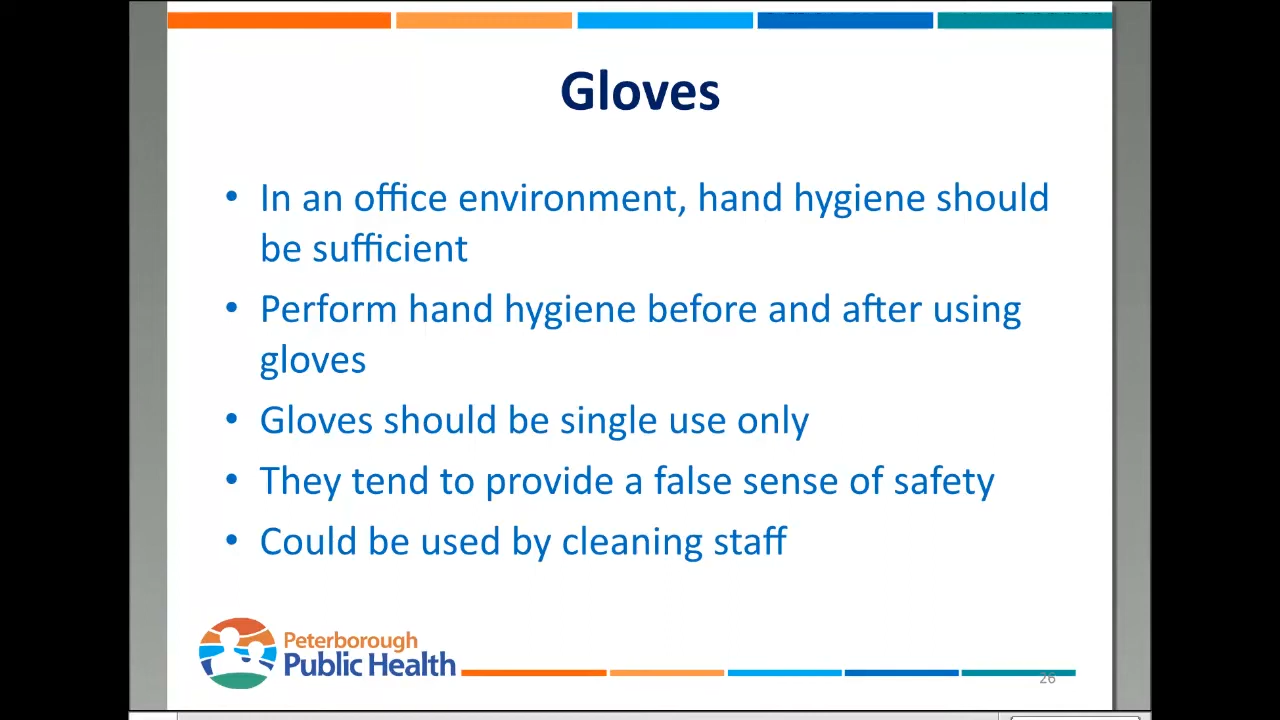 Gloves
• In an office environment, hand hygiene should
be sufficient
• Perform hand hygiene before and after using
gloves
• Gloves should be single use only
• They tend to provide a false sense of safety
• Could be used by cleaning staff
Peterborough
Public Health
26